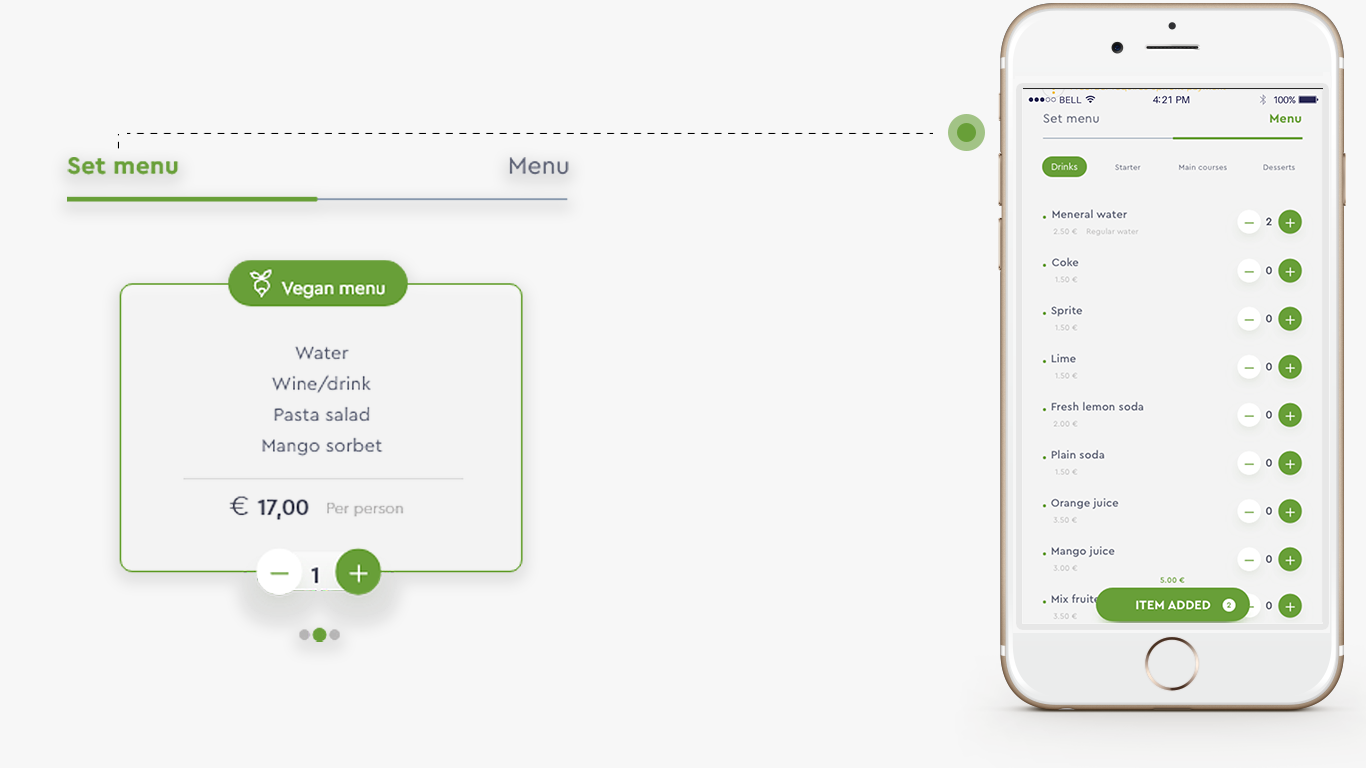 Set menu
Menu
Vegan menu
Water
Wine/drink
Pasta salad
Mango sorbet
€ 17,00 Per person
1
BELL 4:21 PM 100%
Set menu Menu
Drinks Starter Main courses Desserts
Meneral water
2
2.50 € Regular water
Coke
0
1.50 €
Sprite
0
1.50 €
Lime
0
1.50 €
Fresh lemon soda
0
2.00 €
Plain soda
0
1.50 €
Orange juice
0
3.50 €
Mango juice
0
3.00 €
5.00 €
Mix fruite
0
ITEM ADDED 2
3.50 €